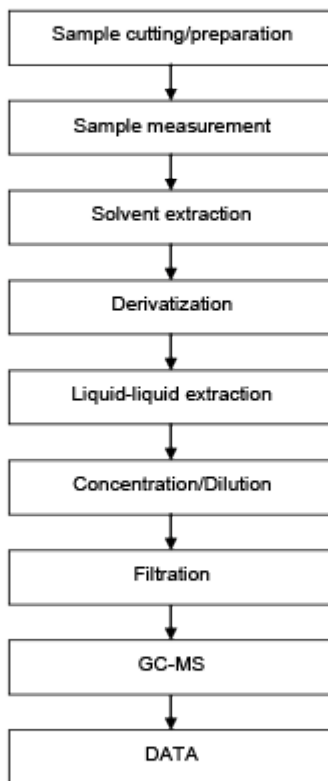 Sample cutting/preparation
Sample measurement
Solvent extraction
Derivatization
Liquid-liquid extraction
Concentration/Dilution
Filtration
GC-MS
DATA